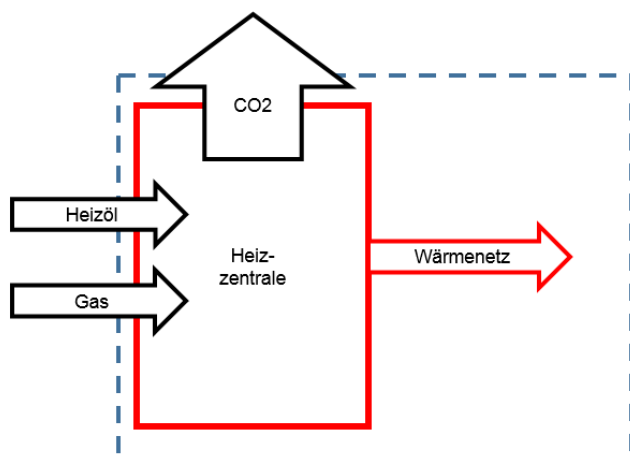 CO2
Heizöl
Heiz-
zentrale
Wärmenetz
Gas